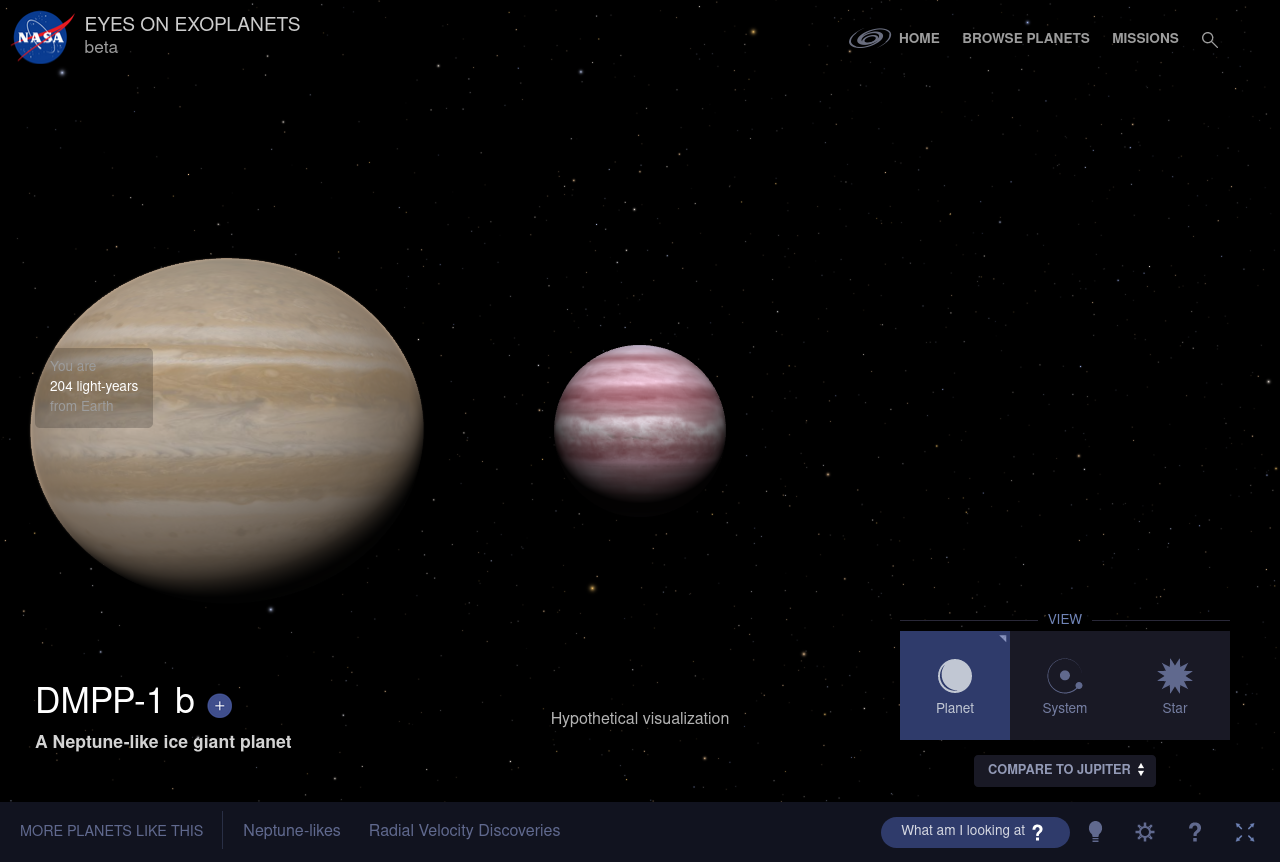 NASA
EYES ON EXOPLANETS
beta
HOME
BROWSE PLANETS
MISSIONS
You are
204 light-years
from Earth
DMPP-1 b
+
A Neptune-like ice giant planet
Hypothetical visualization
VIEW
Planet
System
Star
COMPARE TO JUPITER
MORE PLANETS LIKE THIS
Neptune-likes
Radial Velocity Discoveries
What am I looking at ?
?